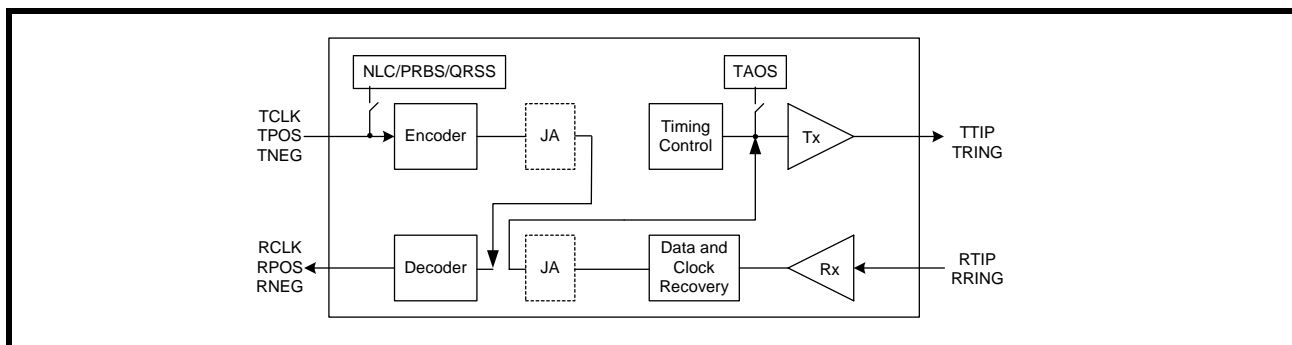 NLC/PRBS/QRSS
TAOS
TCLK
TPOS
TNEG
Encoder
JA
Timing
Control
Tx
TTIP
TRING
RCLK
RPOS
RNEG
Decoder
JA
Data and
Clock
Recovery
Rx
RTIP
RRING